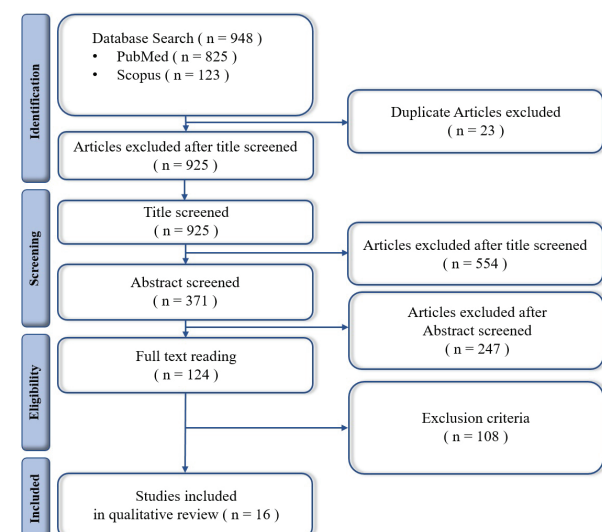 Identification
Database Search ( n = 948 )
• PubMed ( n = 825 )
• Scopus ( n = 123 )
Duplicate Articles excluded
( n = 23 )
Articles excluded after title screened
( n = 925 )
Screening
Title screened
( n = 925 )
Articles excluded after title screened
( n = 554 )
Abstract screened
( n = 371 )
Articles excluded after
Abstract screened
( n = 247 )
Eligibility
Full text reading
( n = 124 )
Exclusion criteria
( n = 108 )
Included
Studies included
in qualitative review ( n = 16 )